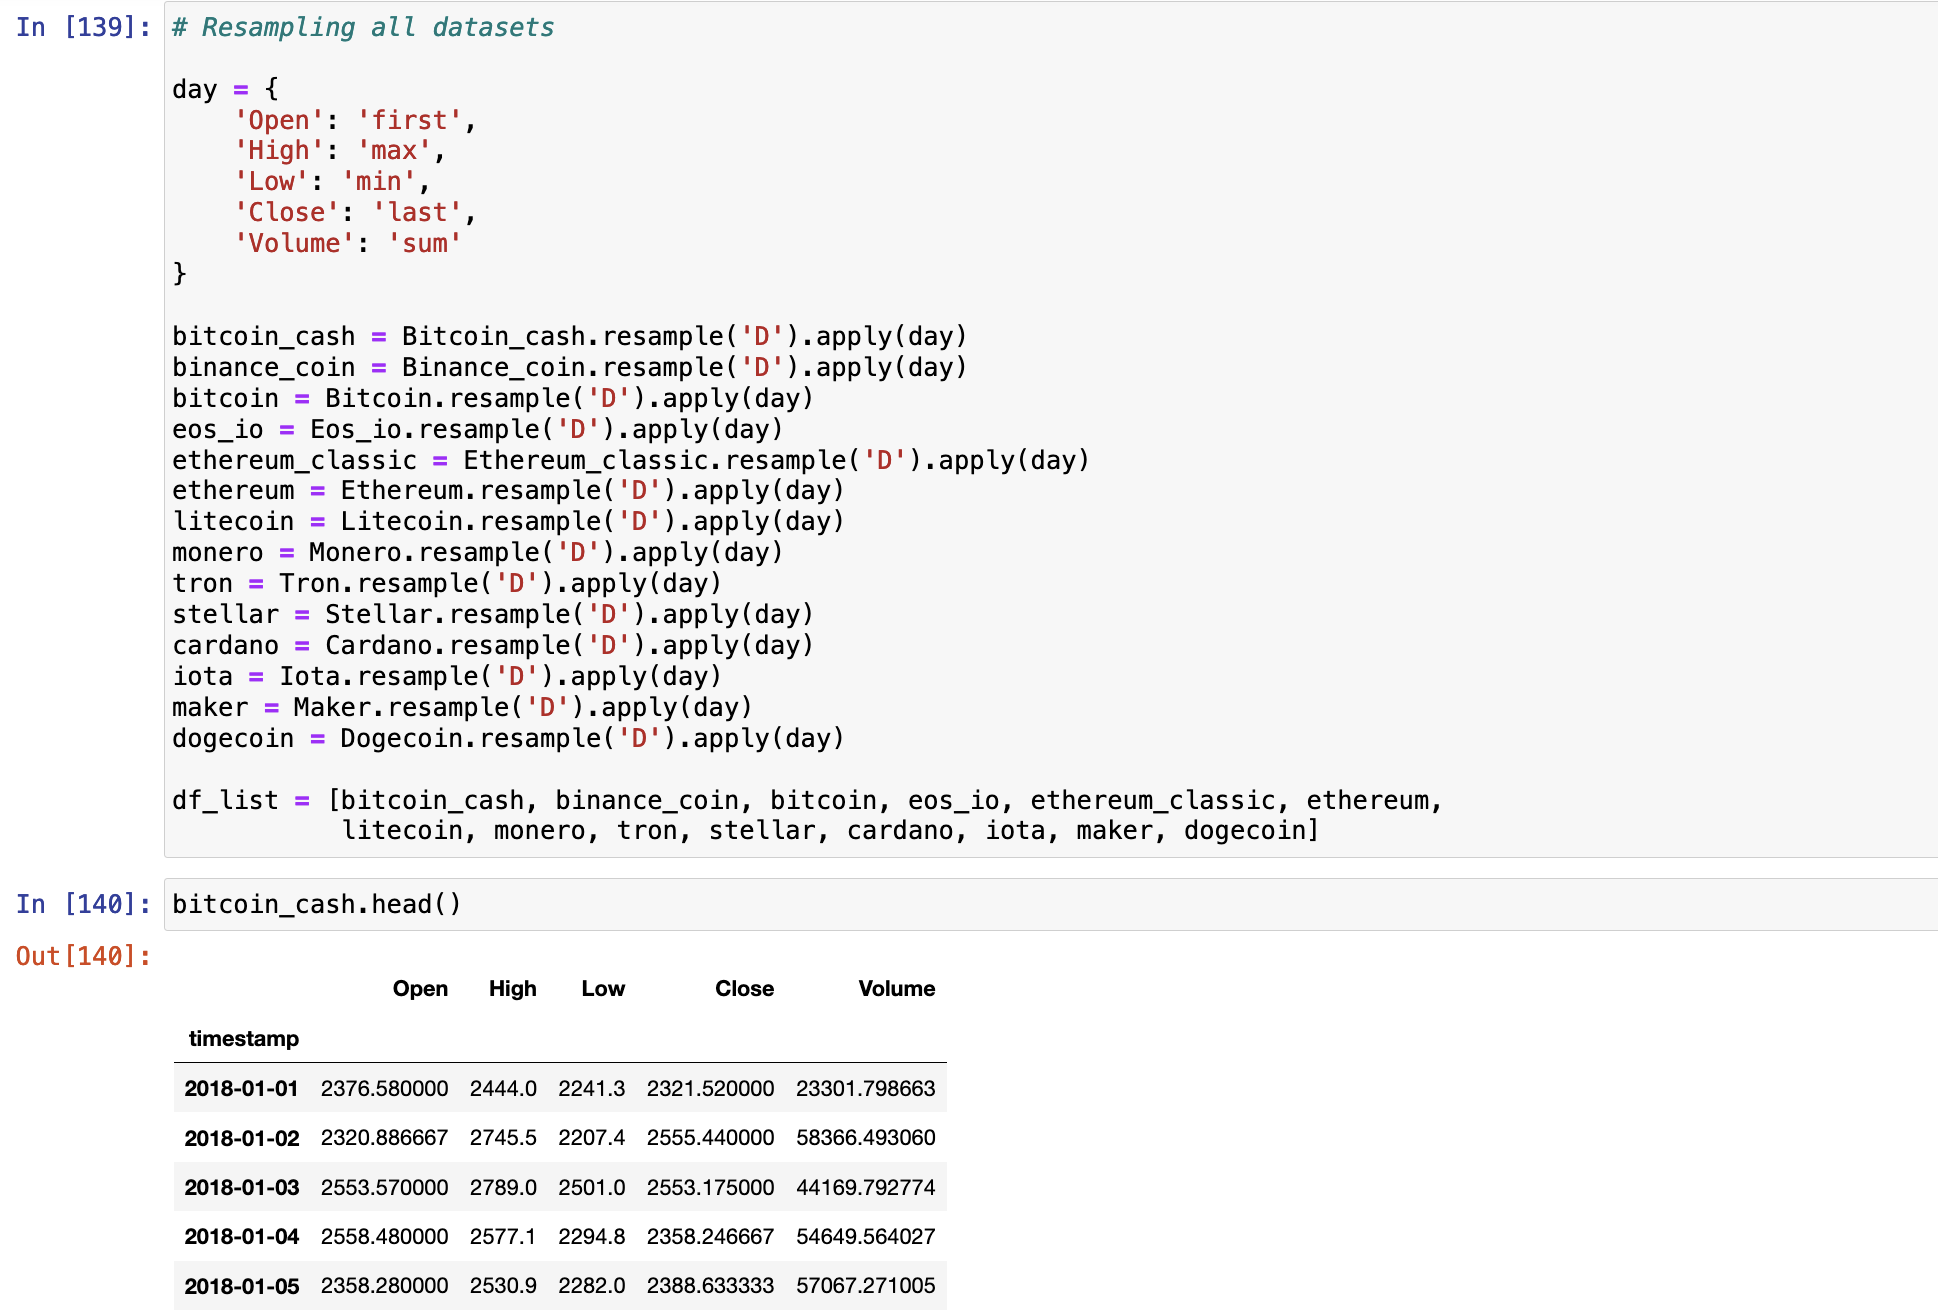 In [139]: # Resampling all datasets
day = {
    'Open': 'first',
    'High': 'max',
    'Low': 'min',
    'Close': 'last',
    'Volume': 'sum'
}
bitcoin_cash = Bitcoin_cash.resample('D').apply(day)
binance_coin = Binance_coin.resample('D').apply(day)
bitcoin = Bitcoin.resample('D').apply(day)
eos_io = Eos_io.resample('D').apply(day)
ethereum_classic = Ethereum_classic.resample('D').apply(day)
ethereum = Ethereum.resample('D').apply(day)
litecoin = Litecoin.resample('D').apply(day)
monero = Monero.resample('D').apply(day)
tron = Tron.resample('D').apply(day)
stellar = Stellar.resample('D').apply(day)
cardano = Cardano.resample('D').apply(day)
iota = Iota.resample('D').apply(day)
maker = Maker.resample('D').apply(day)
dogecoin = Dogecoin.resample('D').apply(day)
df_list = [bitcoin_cash, binance_coin, bitcoin, eos_io, ethereum_classic, ethereum,
           litecoin, monero, tron, stellar, cardano, iota, maker, dogecoin]
In [140]: bitcoin_cash.head()
Out[140]:
Open High Low Close Volume
timestamp
2018-01-01 2376.580000 2444.0 2241.3 2321.520000 23301.798663
2018-01-02 2320.886667 2745.5 2207.4 2555.440000 58366.493060
2018-01-03 2553.570000 2789.0 2501.0 2553.175000 44169.792774
2018-01-04 2558.480000 2577.1 2294.8 2358.246667 54649.564027
2018-01-05 2358.280000 2530.9 2282.0 2388.633333 57067.271005